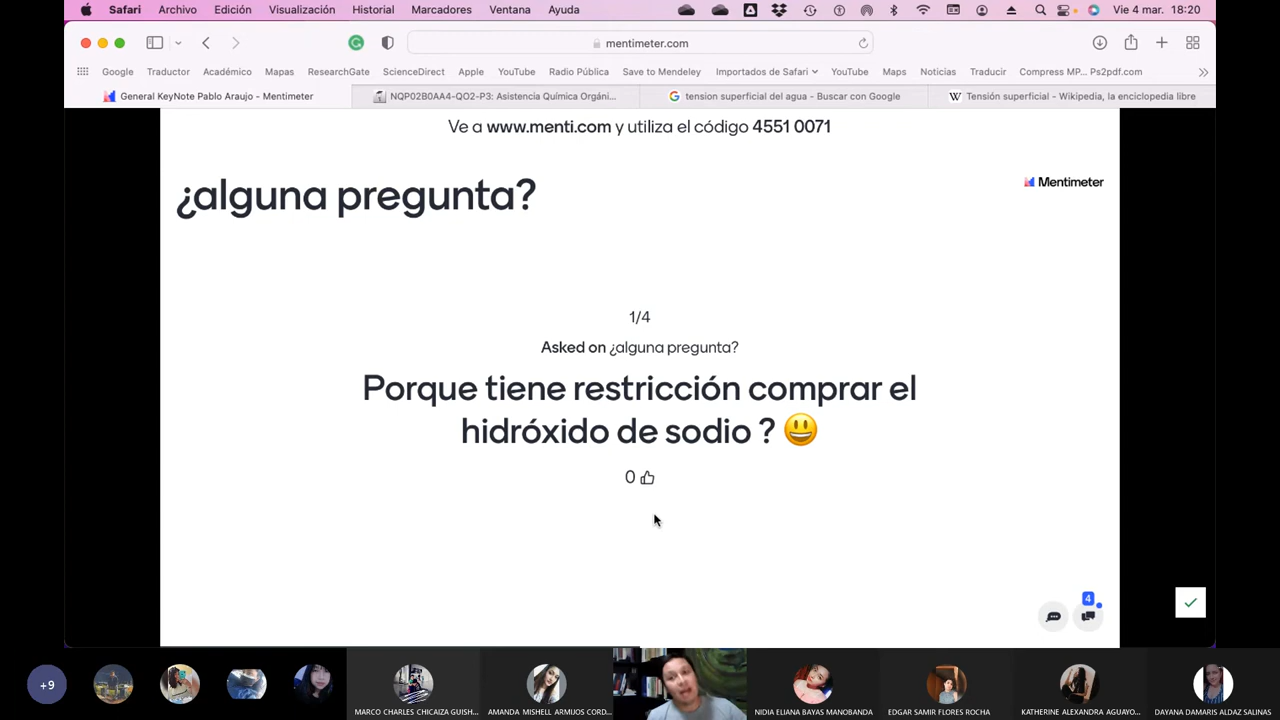 Safari Archivo Edición Visualización Historial Marcadores Ventana Ayuda Vie 4 mar. 18:20
mentimeter.com
Google Traductor Académico Mapas ResearchGate ScienceDirect Apple YouTube Radio Pública Save to Mendeley Importados de Safari YouTube Maps Noticias Traducir Compress MP... Ps2pdf.com
General KeyNote Pablo Araujo - Mentimeter NQP02B0AA4-QO2-P3: Asistencia Química Orgáni... tension superficial del agua - Buscar con Google W Tensión superficial - Wikipedia, la enciclopedia libre
Ve a www.menti.com y utiliza el código 4551 0071
¿alguna pregunta?
Mentimeter
1/4
Asked on ¿alguna pregunta?
Porque tiene restricción comprar el
hidróxido de sodio ? 😃
0
4
+9
MARCO CHARLES CHICAIZA GUISH... AMANDA MISHELL ARMIJOS CORD... NIDIA ELIANA BAYAS MANOBANDA EDGAR SAMIR FLORES ROCHA KATHERINE ALEXANDRA AGUAYO... DAYANA DAMARIS ALDAZ SALINAS